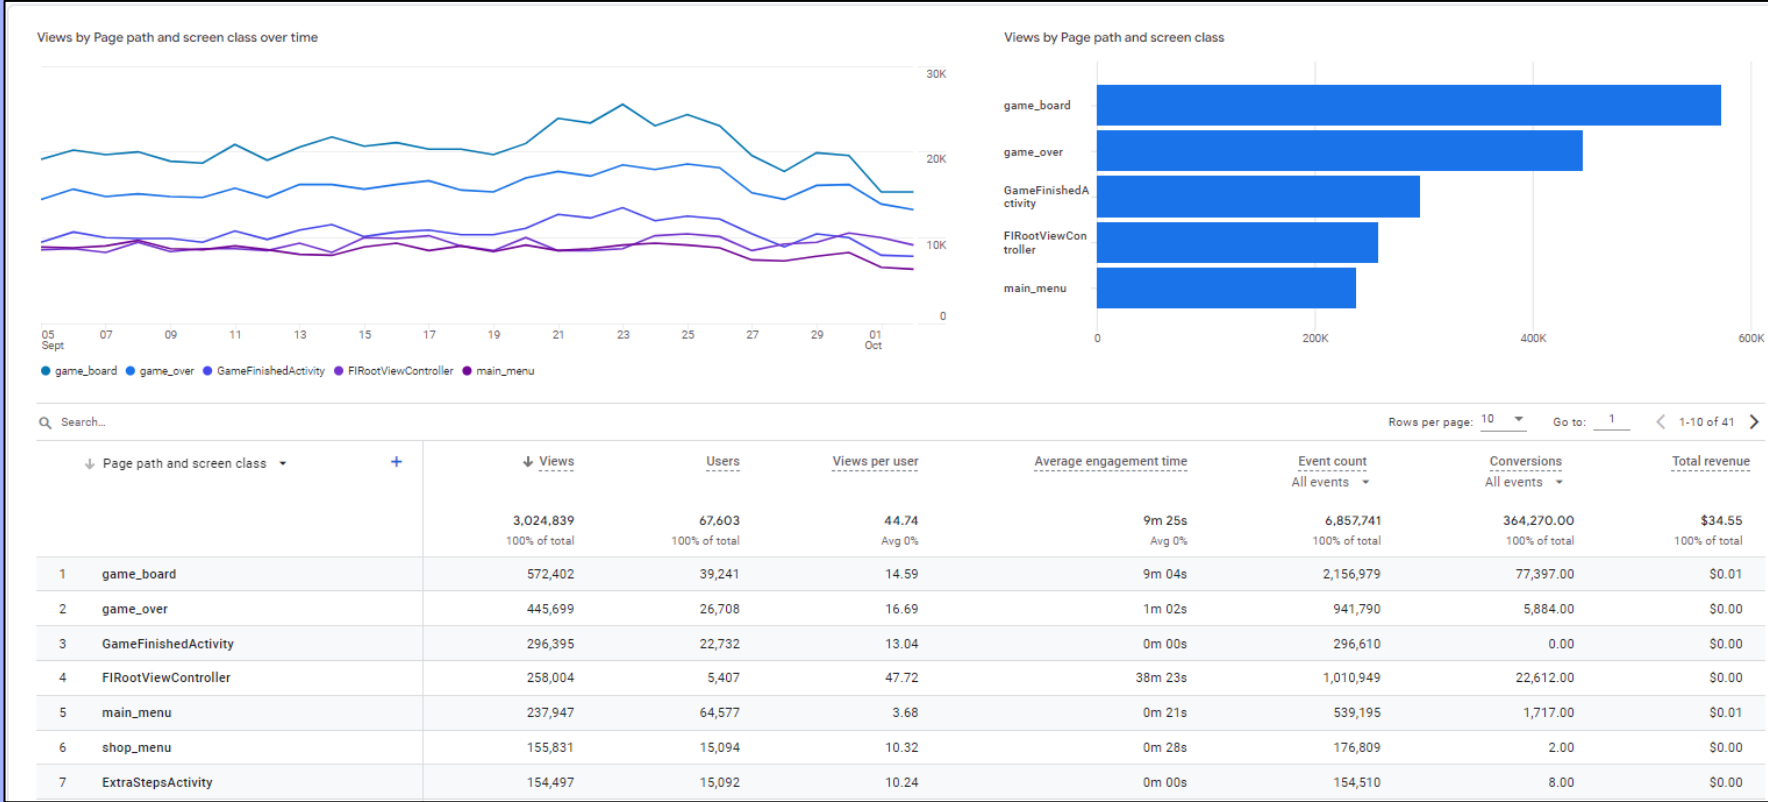 Views by Page path and screen class over time
30K
20K
10K
0
05 07 09 11 13 15 17 19 21 23 25 27 29 01
Sept Oct
game_board game_over GameFinishedActivity FIRootViewController main_menu
Views by Page path and screen class
game_board
game_over
GameFinishedA
ctivity
FIRootViewCon
troller
main_menu
0 200K 400K 600K
Search... Rows per page: 10 Go to: 1 1-10 of 41
Page path and screen class + Views Users Views per user Average engagement time Event count Conversions Total revenue
All events All events
3,024,839 67,603 44.74 9m 25s 6,857,741 364,270.00 $34.55
100% of total 100% of total Avg 0% Avg 0% 100% of total 100% of total 100% of total
1 game_board 572,402 39,241 14.59 9m 04s 2,156,979 77,397.00 $0.01
2 game_over 445,699 26,708 16.69 1m 02s 941,790 5,884.00 $0.00
3 GameFinishedActivity 296,395 22,732 13.04 0m 00s 296,610 0.00 $0.00
4 FIRootViewController 258,004 5,407 47.72 38m 23s 1,010,949 22,612.00 $0.00
5 main_menu 237,947 64,577 3.68 0m 21s 539,195 1,717.00 $0.01
6 shop_menu 155,831 15,094 10.32 0m 28s 176,809 2.00 $0.00
7 ExtraStepsActivity 154,497 15,092 10.24 0m 00s 154,510 8.00 $0.00